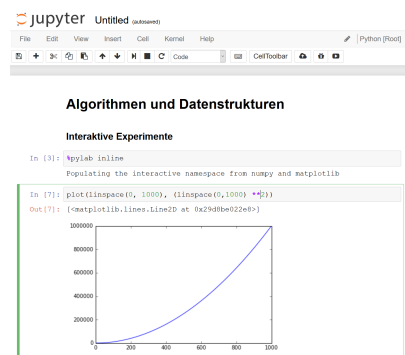 jupyter Untitled (autosaved)
File Edit View Insert Cell Kernel Help Python [Root]
Code CellToolbar
Algorithmen und Datenstrukturen
Interaktive Experimente
In [3]: %pylab inline
Populating the interactive namespace from numpy and matplotlib
In [7]: plot(linspace(0, 1000), (linspace(0,1000) **2))
Out[7]: [<matplotlib.lines.Line2D at 0x29d0be022e8>]
1000000
800000
600000
400000
200000
0
0 200 400 600 800 1000